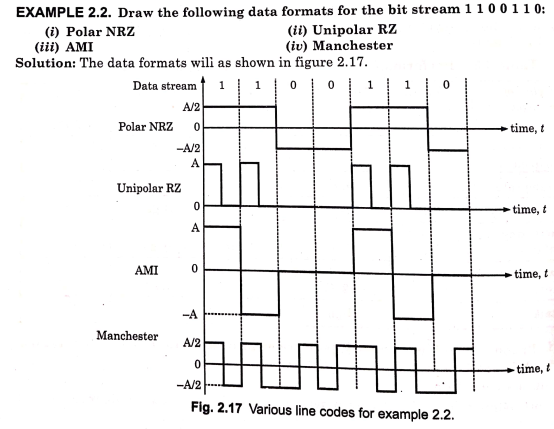 EXAMPLE 2.2. Draw the following data formats for the bit stream 1 1 0 0 1 1 0:
(i) Polar NRZ (ii) Unipolar RZ
(iii) AMI (iv) Manchester
Solution: The data formats will as shown in figure 2.17.
Data stream 1 1 0 0 1 1 0
A/2
Polar NRZ 0 time, t
–A/2
A
Unipolar RZ
0 time, t
A
AMI 0 time, t
–A
Manchester A/2
0 time, t
–A/2
Fig. 2.17 Various line codes for example 2.2.